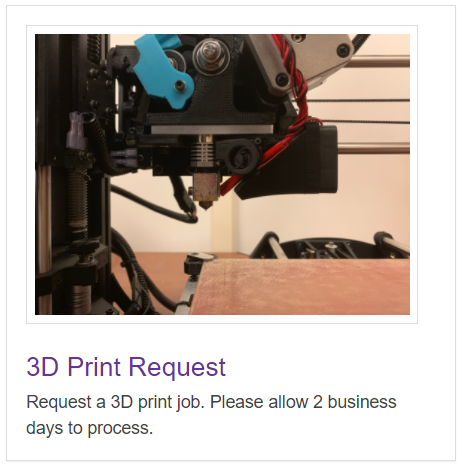 3D Print Request
Request a 3D print job. Please allow 2 business
days to process.